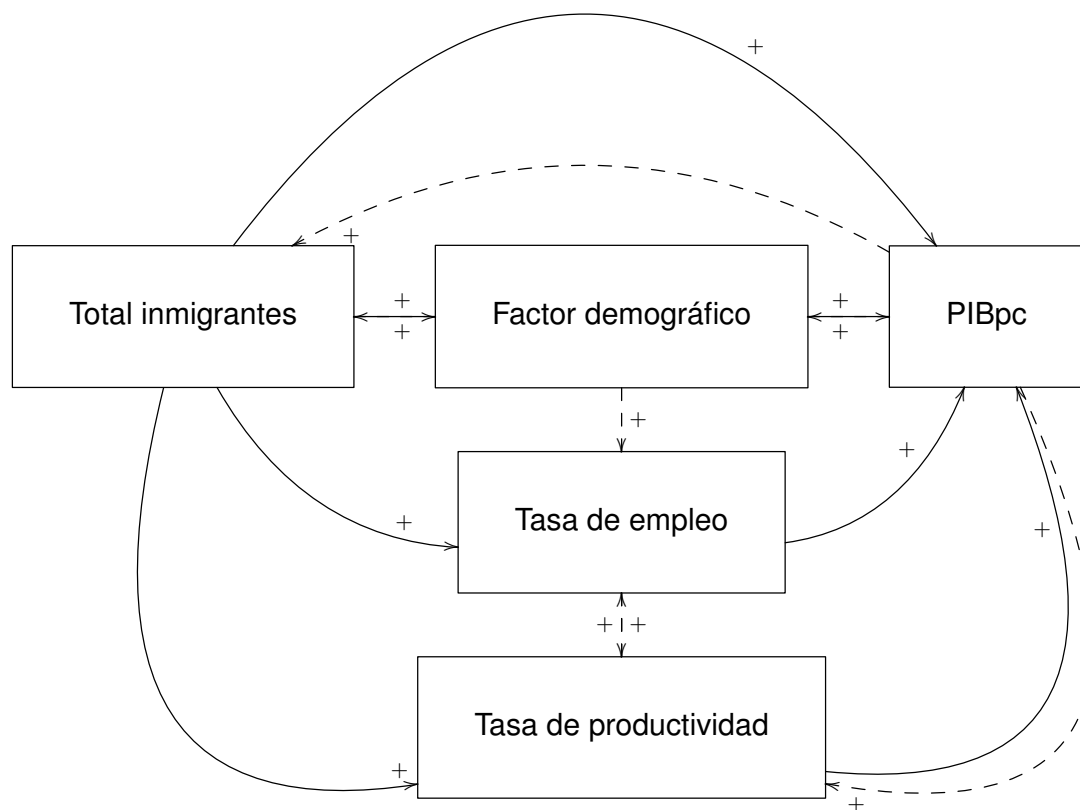 +
+
Total inmigrantes
+
+
Factor demográfico
+
+
PIBpc
+
+
Tasa de empleo
+
+
+ +
Tasa de productividad
+
+